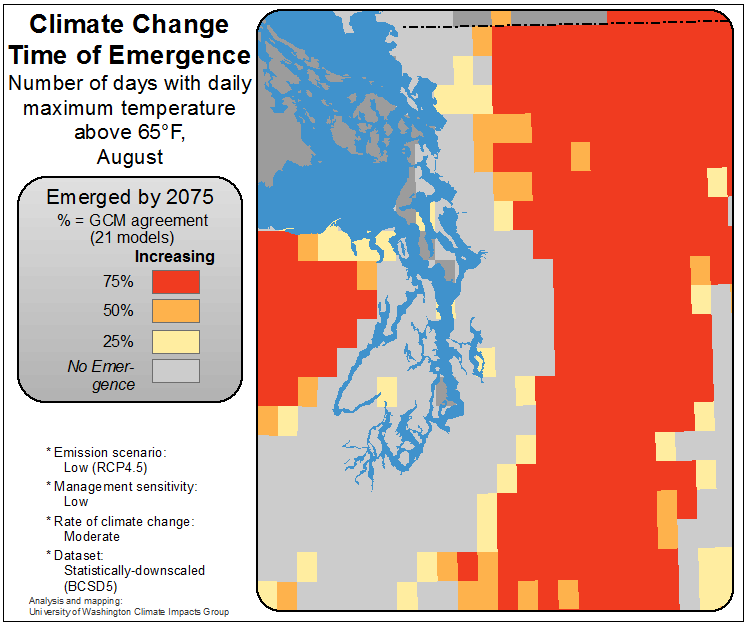 Climate Change
Time of Emergence
Number of days with daily
maximum temperature
above 65°F,
August
Emerged by 2075
% = GCM agreement
(21 models)
Increasing
75%
50%
25%
No Emer-
gence
* Emission scenario:
Low (RCP4.5)
* Management sensitivity:
Low
* Rate of climate change:
Moderate
* Dataset:
Statistically-downscaled
(BCSD5)
Analysis and mapping:
University of Washington Climate Impacts Group